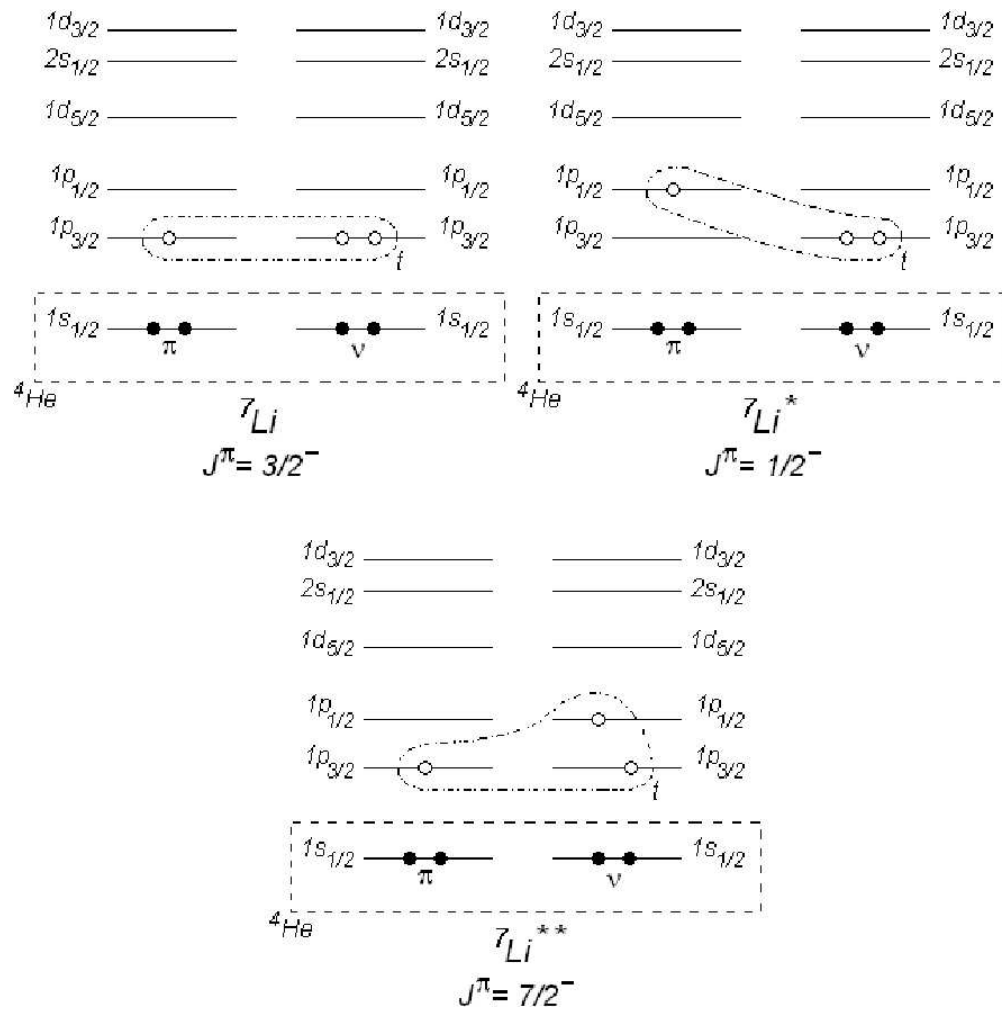 1d3/2 1d3/2 1d3/2 1d3/2
2s1/2 2s1/2 2s1/2 2s1/2
1d5/2 1d5/2 1d5/2 1d5/2
1p1/2 1p1/2 1p1/2 1p1/2
1p3/2 1p3/2 1p3/2 1p3/2
t t
1s1/2 1s1/2 1s1/2 1s1/2
π ν π ν
4He 4He
7Li 7Li*
Jπ= 3/2− Jπ= 1/2−
1d3/2 1d3/2
2s1/2 2s1/2
1d5/2 1d5/2
1p1/2 1p1/2
1p3/2 1p3/2
t
1s1/2 1s1/2
π ν
4He
7Li**
Jπ= 7/2−